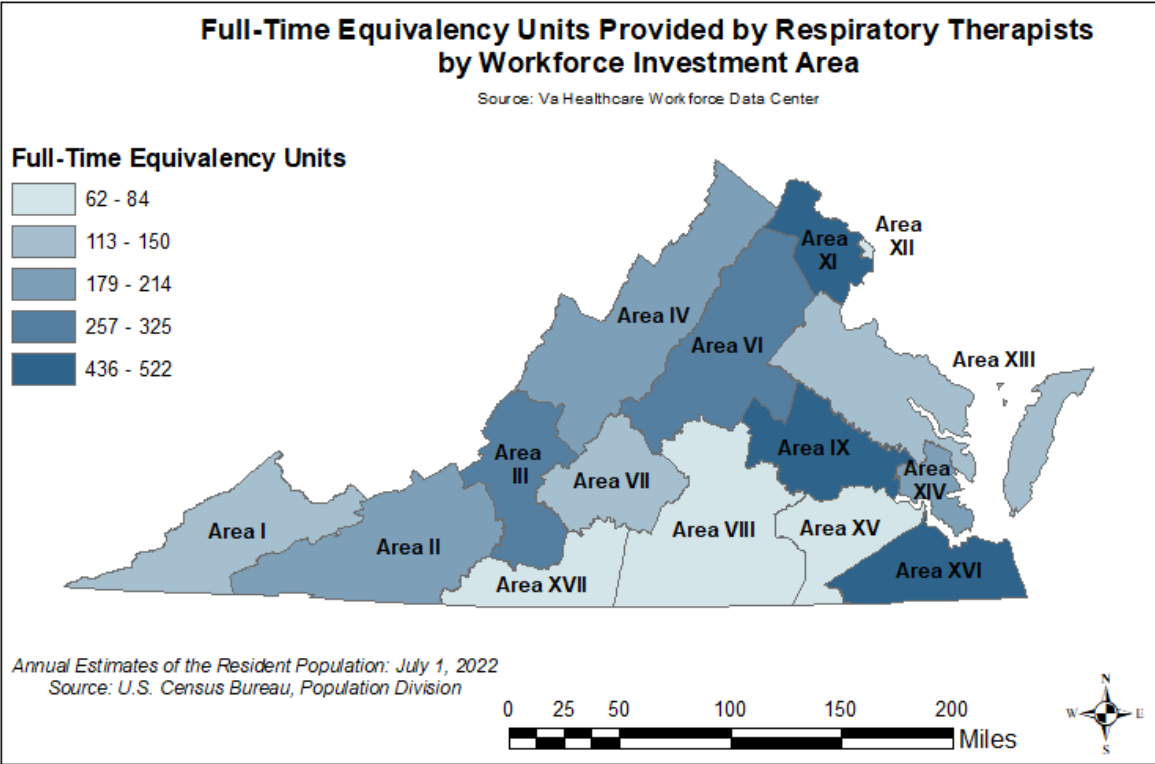 Full-Time Equivalency Units Provided by Respiratory Therapists
by Workforce Investment Area
Source: Va Healthcare Workforce Data Center
Full-Time Equivalency Units
62 - 84
113 - 150
179 - 214
257 - 325
436 - 522
Area
XII
Area
XI
Area IV
Area VI
Area XIII
Area
III
Area IX
Area VII
Area
XIV
Area I
Area II
Area VIII
Area XV
Area XVII
Area XVI
Annual Estimates of the Resident Population: July 1, 2022
Source: U.S. Census Bureau, Population Division
0 25 50 100 150 200
Miles
N
W E
S